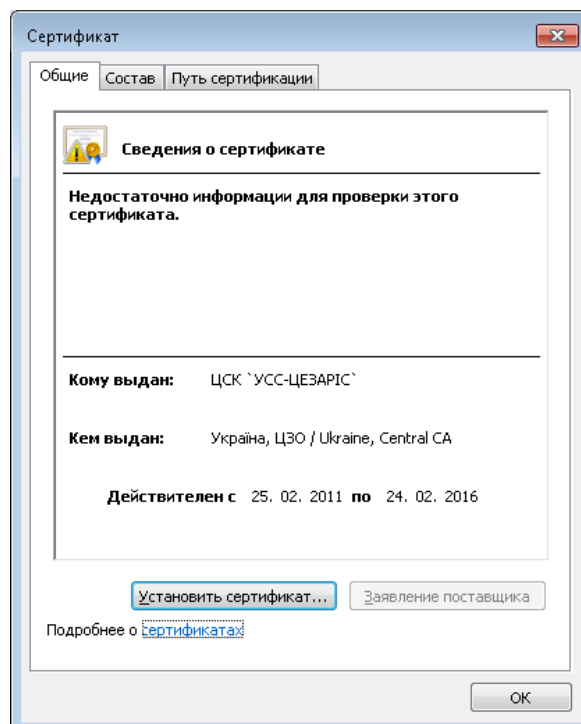 Сертификат
Общие Состав Путь сертификации
Сведения о сертификате
Недостаточно информации для проверки этого
сертификата.
Кому выдан: ЦСК `УСС-ЦЕЗАРІС`
Кем выдан: Україна, ЦЗО / Ukraine, Central CA
Действителен с 25. 02. 2011 по 24. 02. 2016
Установить сертификат... Заявление поставщика
Подробнее о сертификатах
ОК